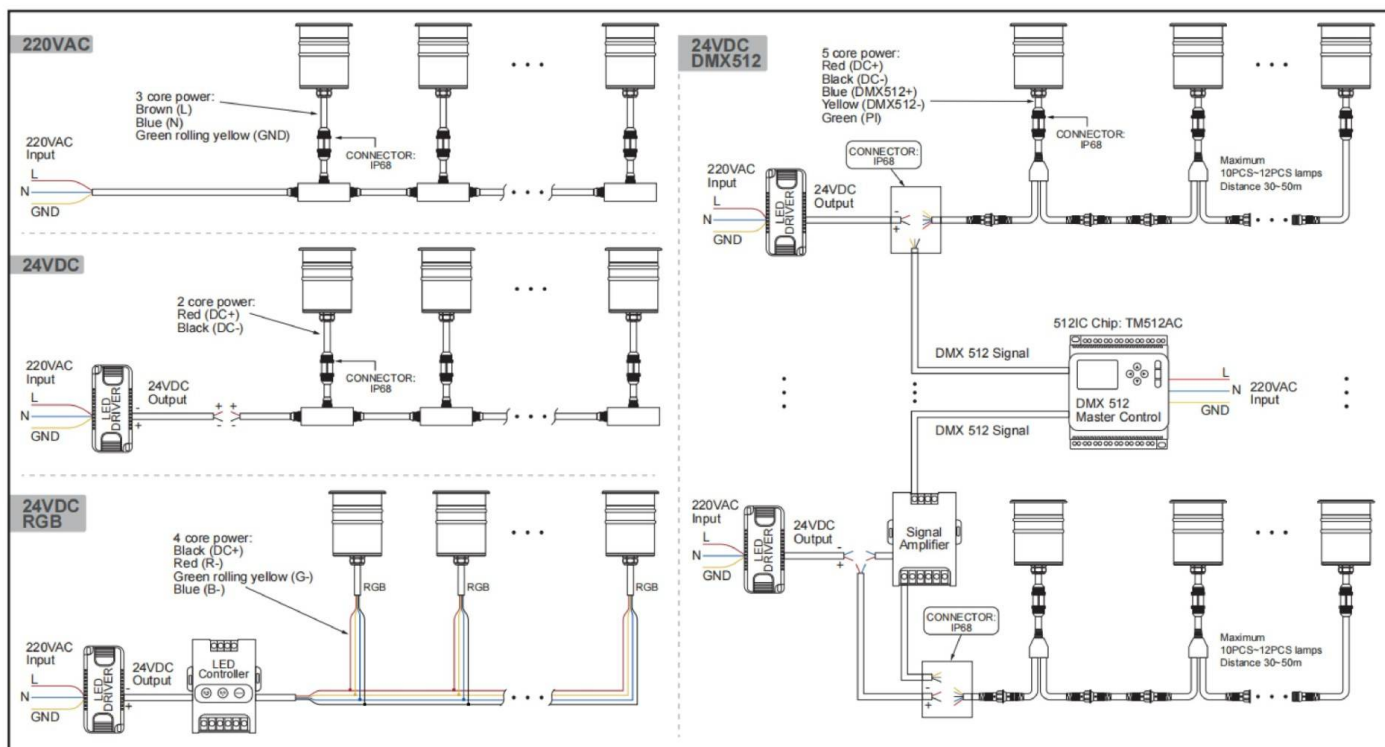 220VAC
3 core power:
Brown (L)
Blue (N)
Green rolling yellow (GND)
220VAC
Input
L
N
GND
CONNECTOR:
IP68
24VDC
2 core power:
Red (DC+)
Black (DC-)
220VAC
Input
L
N
GND
LED
DRIVER
-
+
24VDC
Output
+ +
- -
CONNECTOR:
IP68
24VDC
RGB
4 core power:
Black (DC+)
Red (R-)
Green rolling yellow (G-)
Blue (B-)
RGB
RGB
RGB
220VAC
Input
L
N
GND
LED
DRIVER
-
+
24VDC
Output
LED
Controller
24VDC
DMX512
5 core power:
Red (DC+)
Black (DC-)
Blue (DMX512+)
Yellow (DMX512-)
Green (PI)
CONNECTOR:
IP68
CONNECTOR:
IP68
Maximum
10PCS~12PCS lamps
Distance 30~50m
220VAC
Input
L
N
GND
LED
DRIVER
24VDC
Output
-
+
512IC Chip: TM512AC
DMX 512 Signal
DMX 512
Master Control
L
N
GND
220VAC
Input
DMX 512 Signal
220VAC
Input
L
N
GND
LED
DRIVER
24VDC
Output
-
+
Signal
Amplifier
CONNECTOR:
IP68
-
+
Maximum
10PCS~12PCS lamps
Distance 30~50m